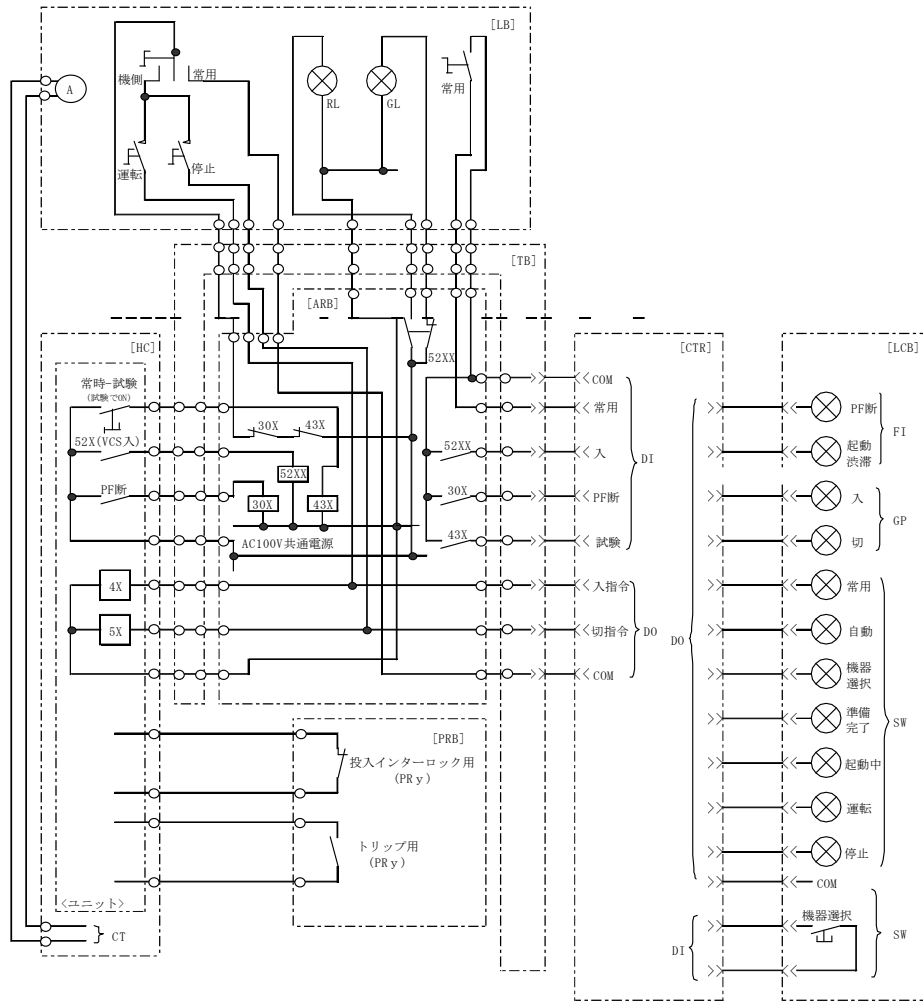 [LB]
機側
常用
A
RL
GL
常用
運転
停止
[TB]
[ARB]
[HC]
52XX
[CTR]
[LCB]
常時-試験
(試験でON)
30X
43X
COM
常用
PF断
FI
52X(VCS入)
52XX
52XX
入
DI
起動
渋滞
PF断
30X
43X
30X
PF断
入
GP
AC100V共通電源
43X
試験
切
4X
入指令
常用
5X
切指令
DO
DO
自動
COM
機器
選択
準備
完了
SW
[PRB]
投入インターロック用
(PRy)
起動中
運転
トリップ用
(PRy)
停止
COM
<ユニット>
CT
機器選択
DI
SW